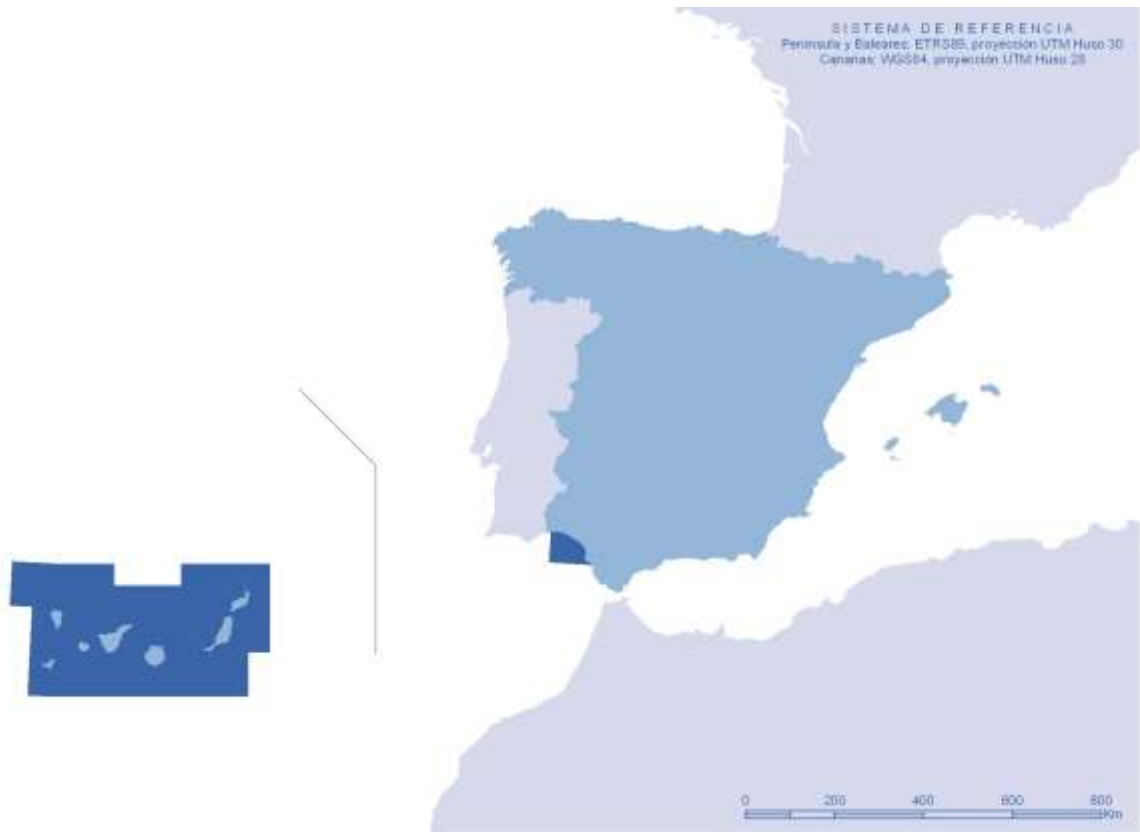 SISTEMA DE REFERENCIA
Península y Baleares: ETRS89, proyección UTM Huso 30
Canarias: WGS84, proyección UTM Huso 28
0 200 400 600 800
Km